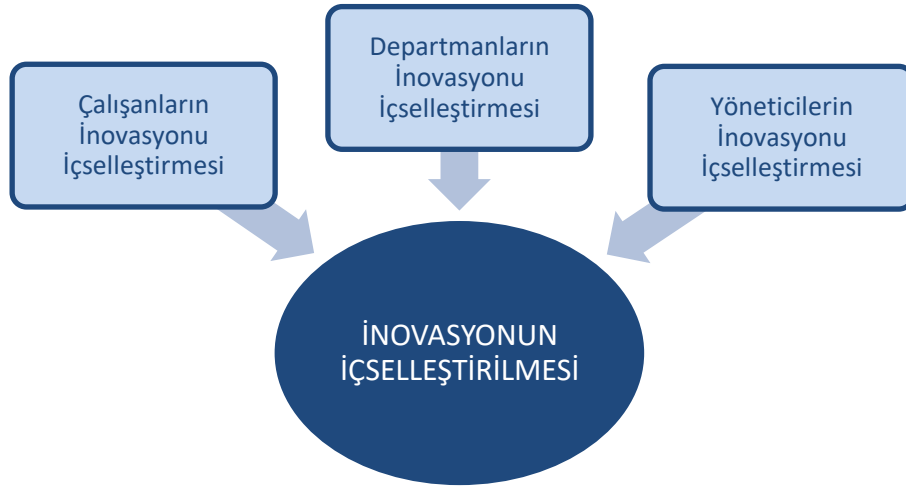 Çalışanların
İnovasyonu
İçselleştirmesi
Departmanların
İnovasyonu
İçselleştirmesi
Yöneticilerin
İnovasyonu
İçselleştirmesi
İNOVASYONUN
İÇSELLEŞTİRİLMESİ